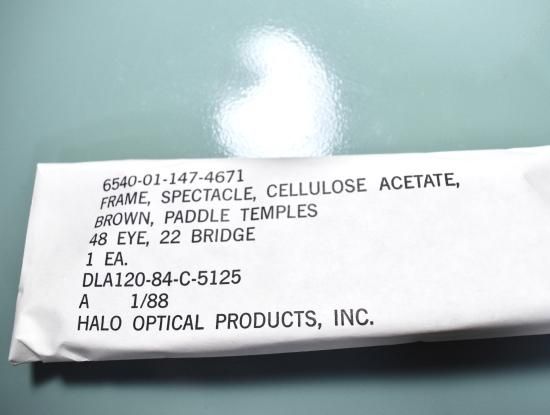 6540-01-147-4671
FRAME, SPECTACLE, CELLULOSE ACETATE,
BROWN, PADDLE TEMPLES
48 EYE, 22 BRIDGE
1 EA.
DLA120-84-C-5125
A 1/88
HALO OPTICAL PRODUCTS, INC.